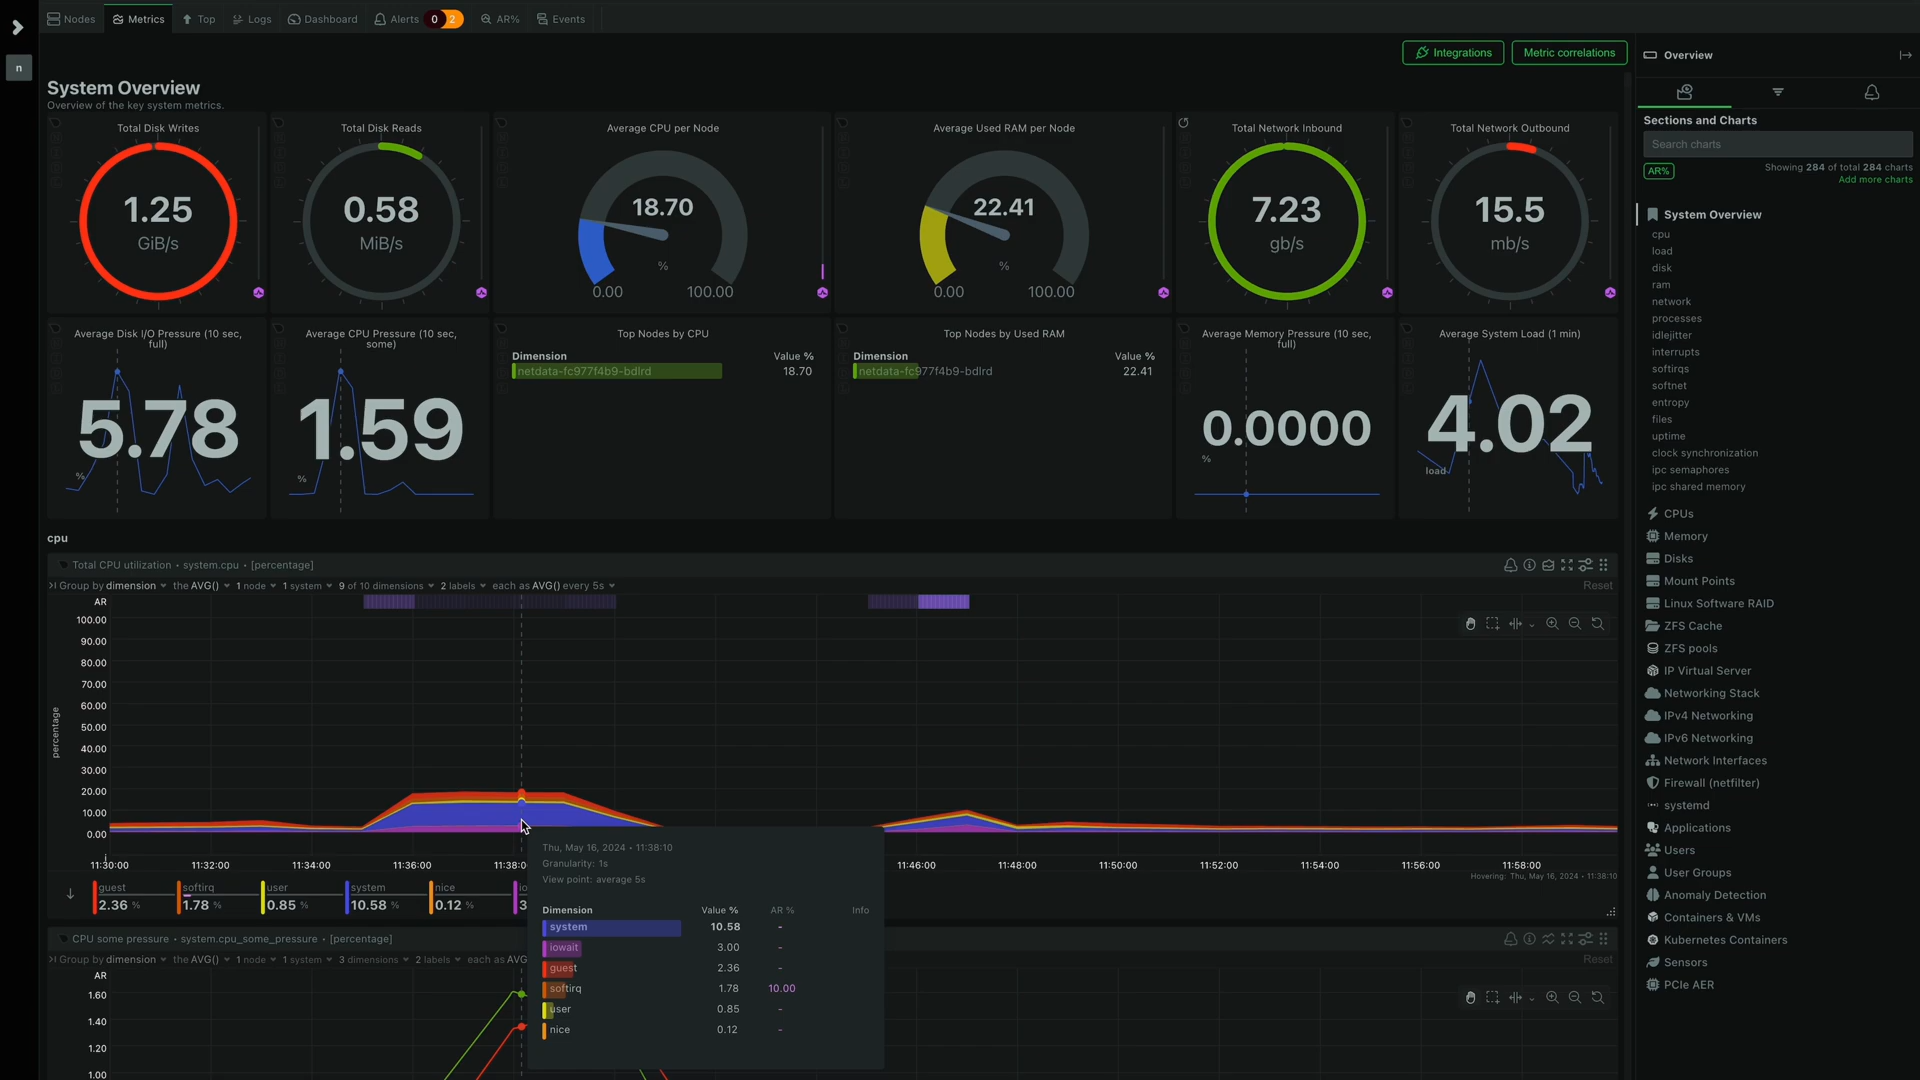 Nodes
Metrics
Top
Logs
Dashboard
Alerts 0 2
AR%
Events
n
Integrations
Metric correlations
System Overview
Overview of the key system metrics.
Total Disk Writes
1.25
GiB/s
Total Disk Reads
0.58
MiB/s
Average CPU per Node
18.70
%
0.00 100.00
Average Used RAM per Node
22.41
%
0.00 100.00
Total Network Inbound
7.23
gb/s
Total Network Outbound
15.5
mb/s
Average Disk I/O Pressure (10 sec,
full)
5.78
%
Average CPU Pressure (10 sec,
some)
1.59
%
Top Nodes by CPU
Dimension Value %
netdata-fc977f4b9-bdlrd 18.70
Top Nodes by Used RAM
Dimension Value %
netdata-fc977f4b9-bdlrd 22.41
Average Memory Pressure (10 sec,
full)
0.0000
%
Average System Load (1 min)
4.02
load
cpu
Total CPU utilization • system.cpu • [percentage]
Group by dimension the AVG() 1 node 1 system 9 of 10 dimensions 2 labels each as AVG() every 5s Reset
AR
100.00
90.00
80.00
70.00
60.00
50.00
40.00
30.00
20.00
10.00
0.00
percentage
11:30:00 11:32:00 11:34:00 11:36:00 11:38:00 11:46:00 11:48:00 11:50:00 11:52:00 11:54:00 11:56:00 11:58:00
Hovering: Thu, May 16, 2024 • 11:38:10
guest
2.36 %
softirq
1.78 %
user
0.85 %
system
10.58 %
nice
0.12 %
io
3
Thu, May 16, 2024 • 11:38:10
Granularity: 1s
View point: average 5s
Dimension Value % AR % Info
system 10.58 -
iowait 3.00 -
guest 2.36 -
softirq 1.78 10.00
user 0.85 -
nice 0.12 -
CPU some pressure • system.cpu_some_pressure • [percentage]
Group by dimension the AVG() 1 node 1 system 3 dimensions 2 labels each as AVG
Reset
AR
1.60
1.40
1.20
1.00
Overview
Sections and Charts
Search charts
AR%
Showing 284 of total 284 charts
Add more charts
System Overview
cpu
load
disk
ram
network
processes
idlejitter
interrupts
softirqs
softnet
entropy
files
uptime
clock synchronization
ipc semaphores
ipc shared memory
CPUs
Memory
Disks
Mount Points
Linux Software RAID
ZFS Cache
ZFS pools
IP Virtual Server
Networking Stack
IPv4 Networking
IPv6 Networking
Network Interfaces
Firewall (netfilter)
systemd
Applications
Users
User Groups
Anomaly Detection
Containers & VMs
Kubernetes Containers
Sensors
PCIe AER